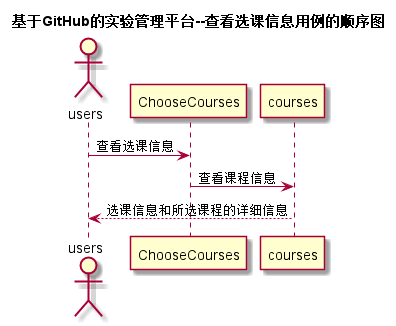 基于GitHub的实验管理平台--查看选课信息用例的顺序图
users
ChooseCourses
courses
查看选课信息
查看课程信息
选课信息和所选课程的详细信息
users
ChooseCourses
courses